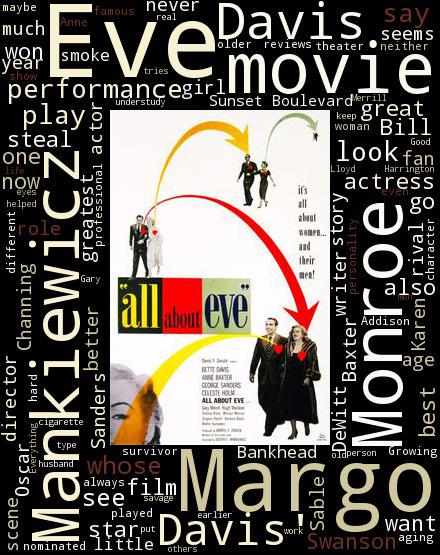 maybe
famous
never
Davis
say
much
Anne
real
Eve
older
reviews
theater
seems
neither
won
smoke
movie
year
tries
show
performance
girl
understudy
Sunset Boulevard
Merrill
play
actor
keep
woman
great
Bill
steal
Good
one
look
fan
life
Lloyd
Harrington
now
eyes
actress
even
helped
professional
greatest
role
different
Mankiewicz
Channing
Gary
better
it's
all
about
women...
and
their
men!
story
writer
personality
go
rival
character
also
men
Monroe
Karen
Addison
Baxter
age
"all about eve"
Darryl F. Zanuck
BETTE DAVIS
ANNE BAXTER
GEORGE SANDERS
CELESTE HOLM
ALL ABOUT EVE
director
hard
Sanders
DeWitt
best
cigarette
Everything
Oscar
type
husband
survivor
Bankhead
person
Growing
whose
always
film
see
savage
Margo
scene
played
earlier
Sable
star
put
Davis'
work
want
Swanson
aging
nominated
little
others